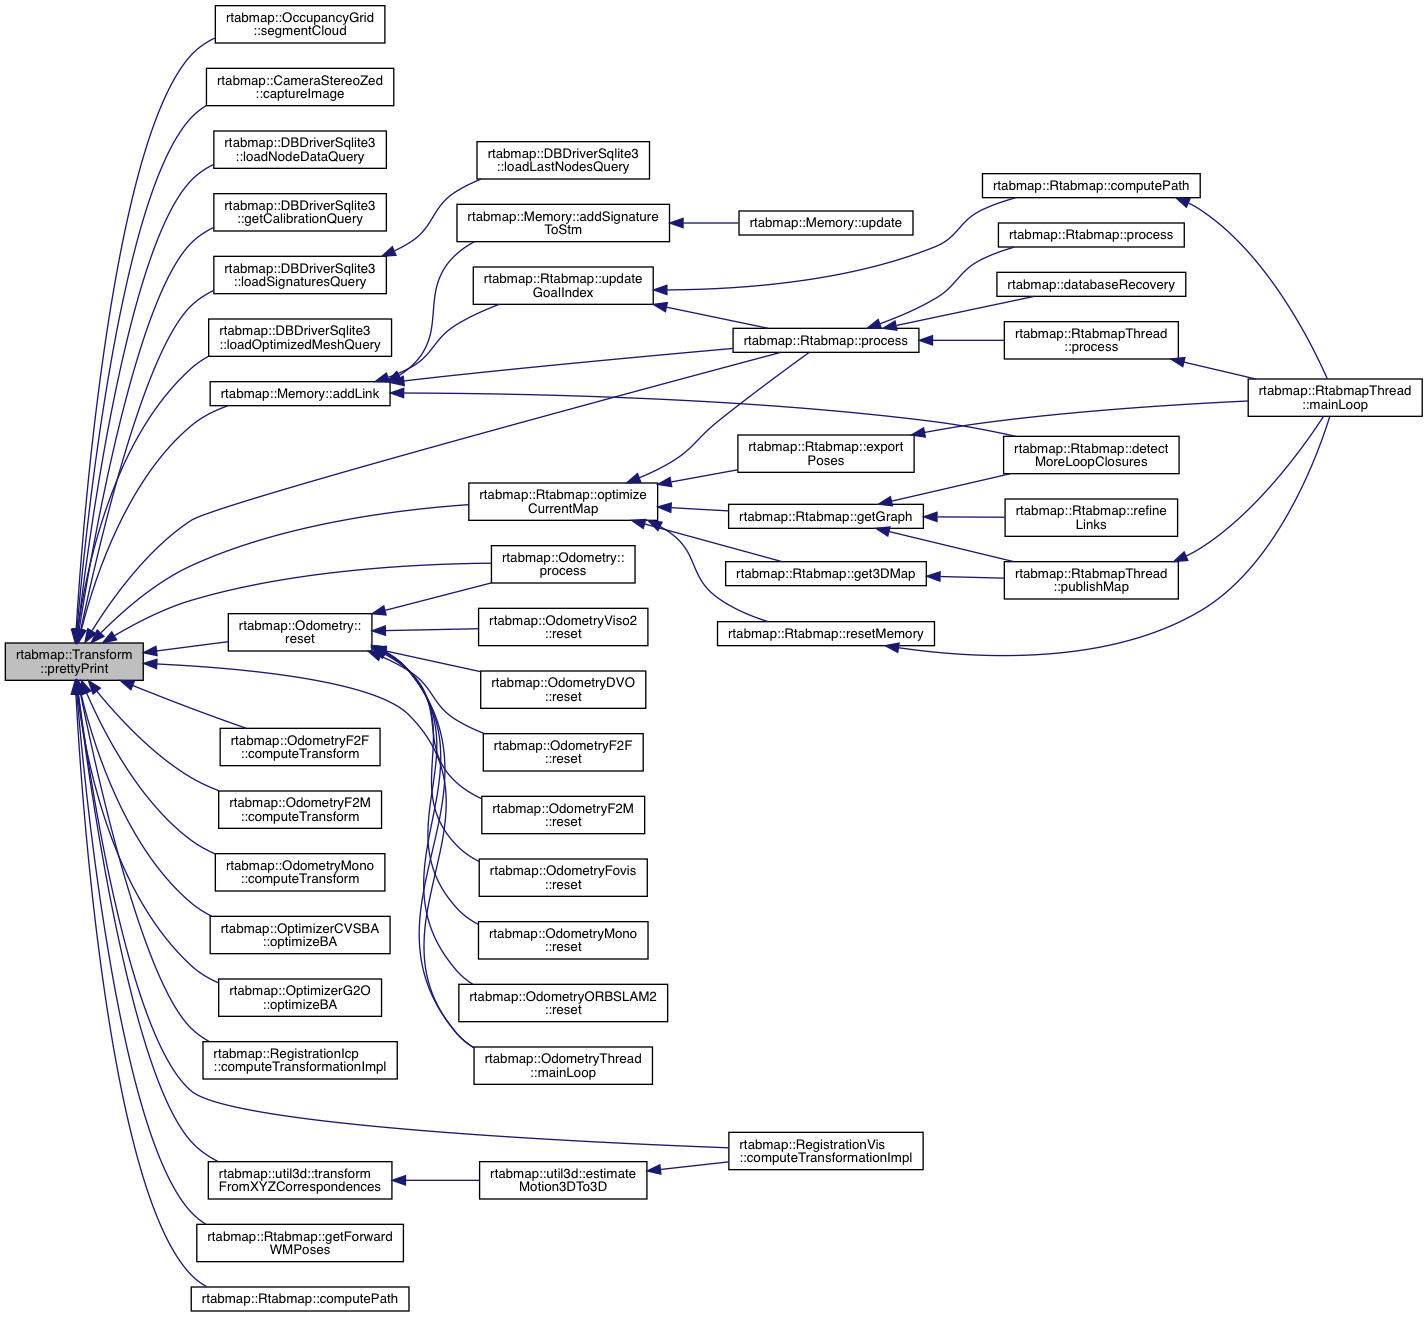 rtabmap::OccupancyGrid
::segmentCloud
rtabmap::CameraStereoZed
::captureImage
rtabmap::DBDriverSqlite3
::loadNodeDataQuery
rtabmap::DBDriverSqlite3
::getCalibrationQuery
rtabmap::DBDriverSqlite3
::loadSignaturesQuery
rtabmap::DBDriverSqlite3
::loadOptimizedMeshQuery
rtabmap::Memory::addLink
rtabmap::Odometry::
reset
rtabmap::Transform
::prettyPrint
rtabmap::OdometryF2F
::computeTransform
rtabmap::OdometryF2M
::computeTransform
rtabmap::OdometryMono
::computeTransform
rtabmap::OptimizerCVSBA
::optimizeBA
rtabmap::OptimizerG2O
::optimizeBA
rtabmap::RegistrationIcp
::computeTransformationImpl
rtabmap::util3d::transform
FromXYZCorrespondences
rtabmap::Rtabmap::getForward
WMPoses
rtabmap::Rtabmap::computePath
rtabmap::DBDriverSqlite3
::loadLastNodesQuery
rtabmap::Memory::addSignature
ToStm
rtabmap::Rtabmap::update
GoalIndex
rtabmap::Rtabmap::optimize
CurrentMap
rtabmap::Odometry::
process
rtabmap::OdometryViso2
::reset
rtabmap::OdometryDVO
::reset
rtabmap::OdometryF2F
::reset
rtabmap::OdometryF2M
::reset
rtabmap::OdometryFovis
::reset
rtabmap::OdometryMono
::reset
rtabmap::OdometryORBSLAM2
::reset
rtabmap::OdometryThread
::mainLoop
rtabmap::util3d::estimate
Motion3DTo3D
rtabmap::Memory::update
rtabmap::Rtabmap::process
rtabmap::Rtabmap::export
Poses
rtabmap::Rtabmap::getGraph
rtabmap::Rtabmap::get3DMap
rtabmap::Rtabmap::resetMemory
rtabmap::RegistrationVis
::computeTransformationImpl
rtabmap::Rtabmap::computePath
rtabmap::Rtabmap::process
rtabmap::databaseRecovery
rtabmap::RtabmapThread
::process
rtabmap::Rtabmap::detect
MoreLoopClosures
rtabmap::Rtabmap::refine
Links
rtabmap::RtabmapThread
::publishMap
rtabmap::RtabmapThread
::mainLoop